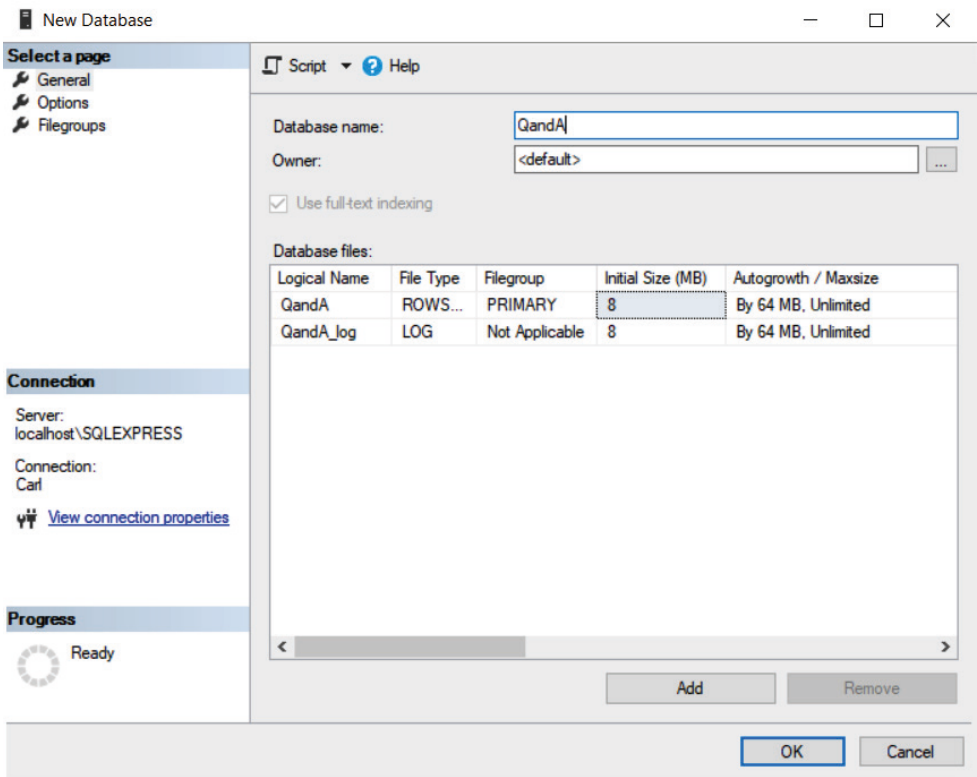 New Database
Select a page
General
Options
Filegroups
Script
Help
Database name: QandA
Owner: <default>
...
Use full-text indexing
Database files:
Logical Name File Type Filegroup Initial Size (MB) Autogrowth / Maxsize
QandA ROWS... PRIMARY 8 By 64 MB, Unlimited
QandA_log LOG Not Applicable 8 By 64 MB, Unlimited
Connection
Server:
localhost\SQLEXPRESS
Connection:
Carl
View connection properties
Progress
Ready
Add Remove
OK Cancel